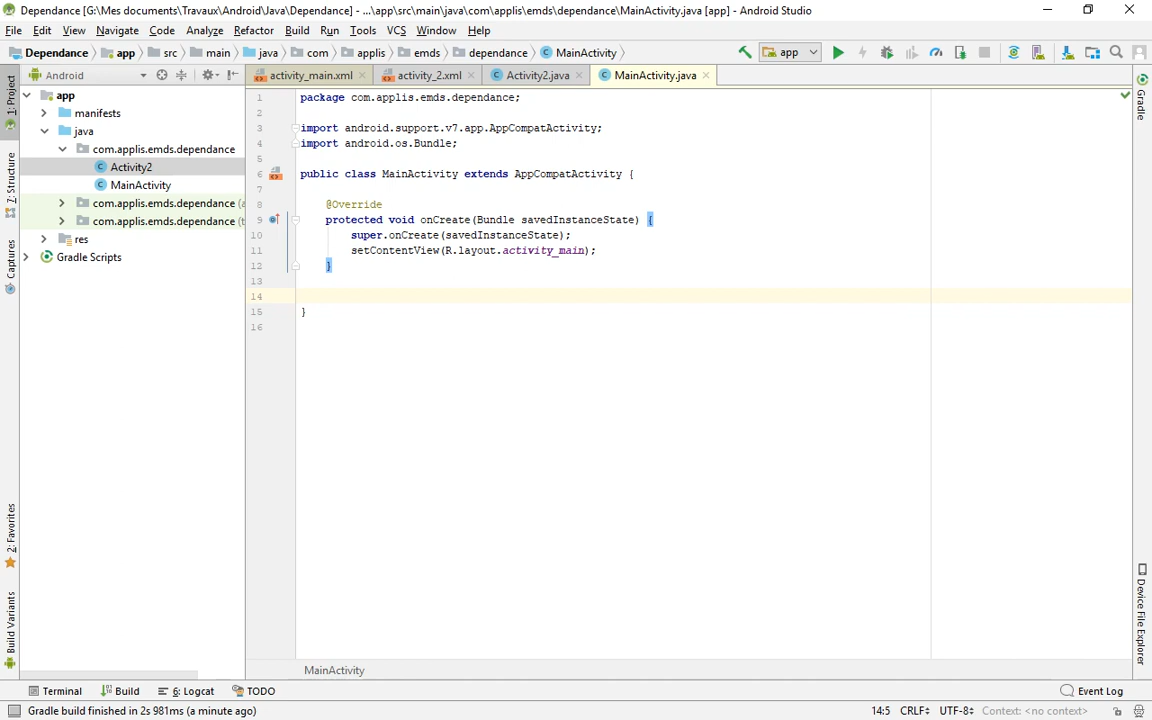 Dependance [G:\Mes documents\Travaux\Android\Java\Dependance] - ...\app\src\main\java\com\applis\emds\dependance\MainActivity.java [app] - Android Studio
File Edit View Navigate Code Analyze Refactor Build Run Tools VCS Window Help
Dependance app src main java com applis emds dependance MainActivity app
Android activity_main.xml activity_2.xml Activity2.java MainActivity.java
1: Project
Z: Structure
Captures
2: Favorites
Build Variants
app
manifests
java
com.applis.emds.dependance
Activity2
MainActivity
com.applis.emds.dependance (a
com.applis.emds.dependance (t
res
Gradle Scripts
1 package com.applis.emds.dependance;
2
3 import android.support.v7.app.AppCompatActivity;
4 import android.os.Bundle;
5
6 public class MainActivity extends AppCompatActivity {
7
8 @Override
9 protected void onCreate(Bundle savedInstanceState) {
10 super.onCreate(savedInstanceState);
11 setContentView(R.layout.activity_main);
12 }
13
14
15 }
16
Gradle
Device File Explorer
MainActivity
Terminal Build 6: Logcat TODO Event Log
Gradle build finished in 2s 981ms (a minute ago) 14:5 CRLF UTF-8 Context: <no context>